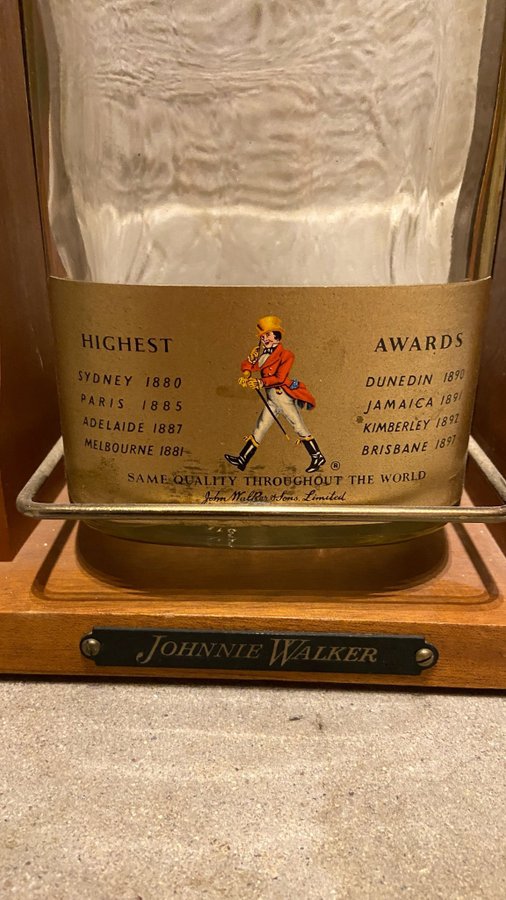 HIGHEST AWARDS
SYDNEY 1880 DUNEDIN 1890
PARIS 1885 JAMAICA 1891
ADELAIDE 1887 KIMBERLEY 1892
MELBOURNE 1881 BRISBANE 1897
®
SAME QUALITY THROUGHOUT THE WORLD
John Walker & Sons, Limited
JOHNNIE WALKER